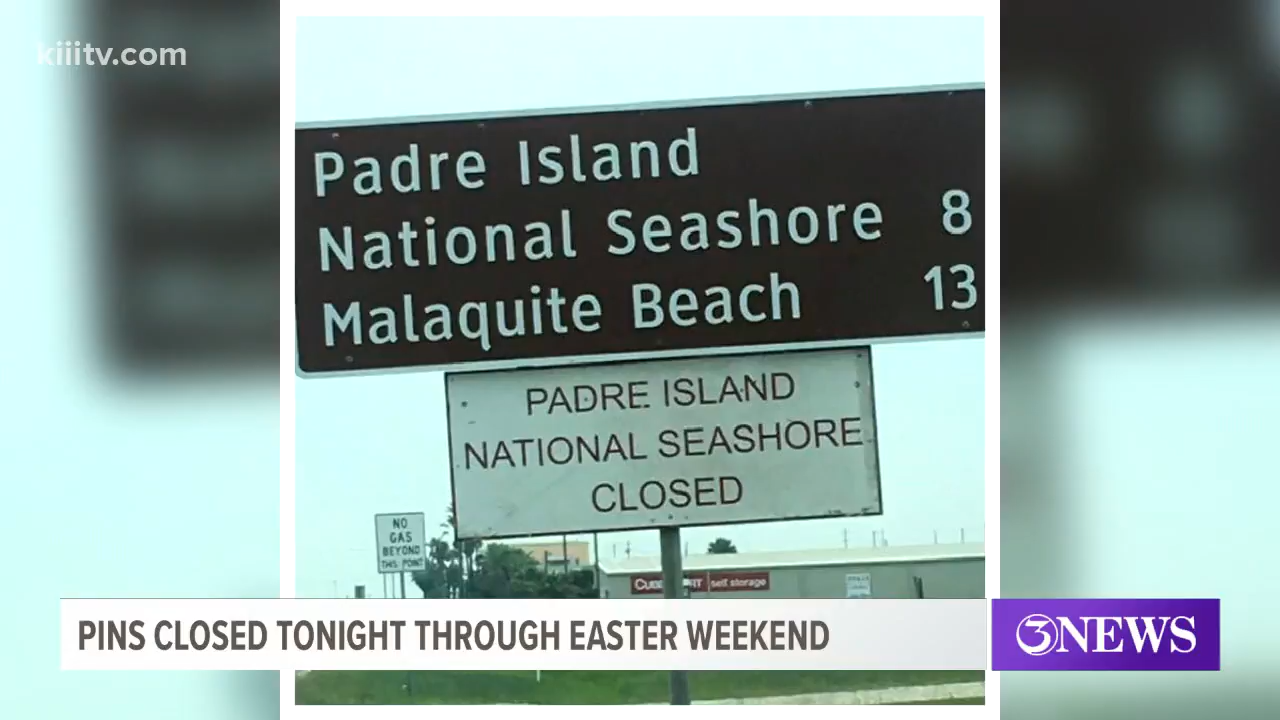 kiiitv.com
Padre Island
National Seashore 8
Malaquite Beach 13
PADRE ISLAND
NATIONAL SEASHORE
CLOSED
NO
GAS
BEYOND
THIS POINT
self storage
PINS CLOSED TONIGHT THROUGH EASTER WEEKEND
3NEWS